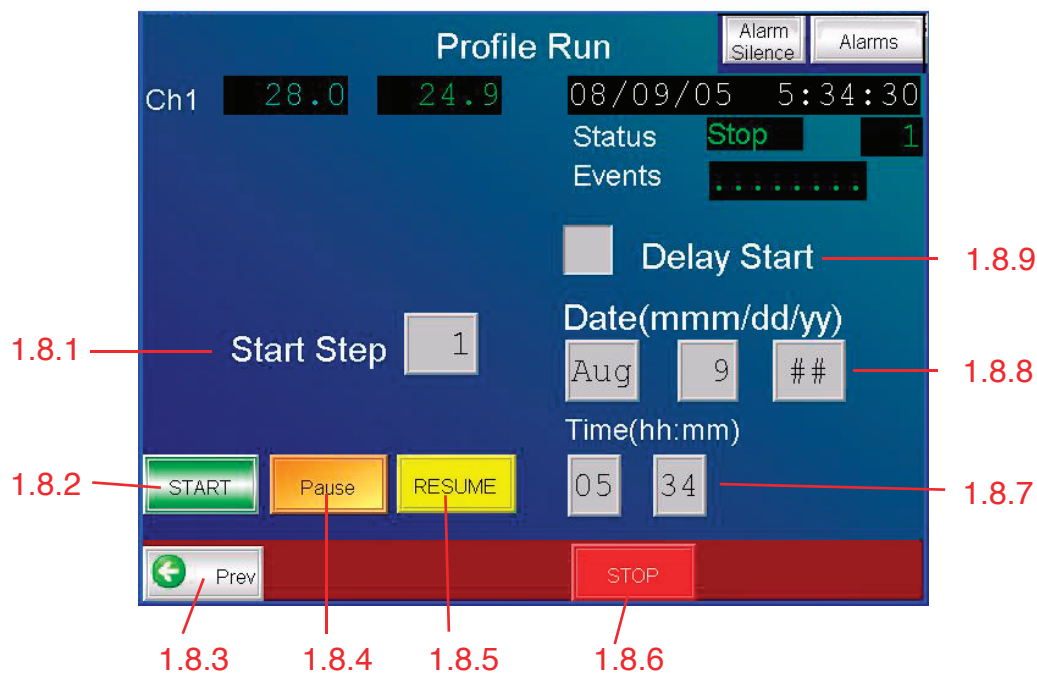 Profile Run
Alarm Silence
Alarms
Ch1 28.0 24.9 08/09/05 5:34:30
Status Stop 1
Events ........
Delay Start 1.8.9
Date(mmm/dd/yy)
1.8.1 Start Step 1
Aug 9 ## 1.8.8
Time(hh:mm)
1.8.2 START Pause RESUME 05 34 1.8.7
Prev STOP
1.8.3 1.8.4 1.8.5 1.8.6